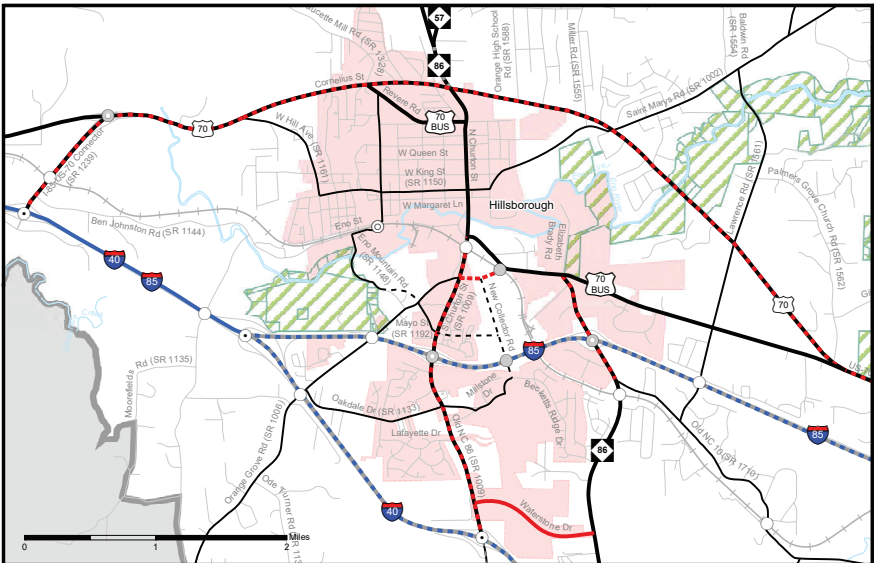 57
86
Faucette Mill Rd (SR 1328)
Orange High School
Rd (SR 1588)
Miller Rd
(SR 1555)
Baldwin Rd
(SR 1554)
Saint Marys Rd (SR 1002)
Cornelius St
Revere Rd
70
BUS
70
I-85/US-70 Connector
(SR 1239)
W Hill Ave (SR 1161)
N Churton St
W Queen St
W King St
(SR 1150)
W Margaret Ln
Hillsborough
Lawrence Rd (SR 1561)
Palmers Grove Church Rd (SR 1562)
Ben Johnston Rd (SR 1144)
Eno St
Eno Mountain Rd
(SR 1148)
Elizabeth
Brady Rd
40
85
70
BUS
70
S Churton St
(SR 1009)
New Collector Rd
Mayo St
(SR 1192)
85
US-
Rd (SR 1135)
Moorefields
Millstone
Dr
Becketts Ridge Dr
Oakdale Dr (SR 1133)
Orange Grove Rd (SR 1006)
Lafayette Dr
Old NC 86 (SR 1009)
86
Old NC 10 (SR 1710)
85
Ode Turner Rd (SR 113
40
Waterstone Dr
0
1
2
Miles